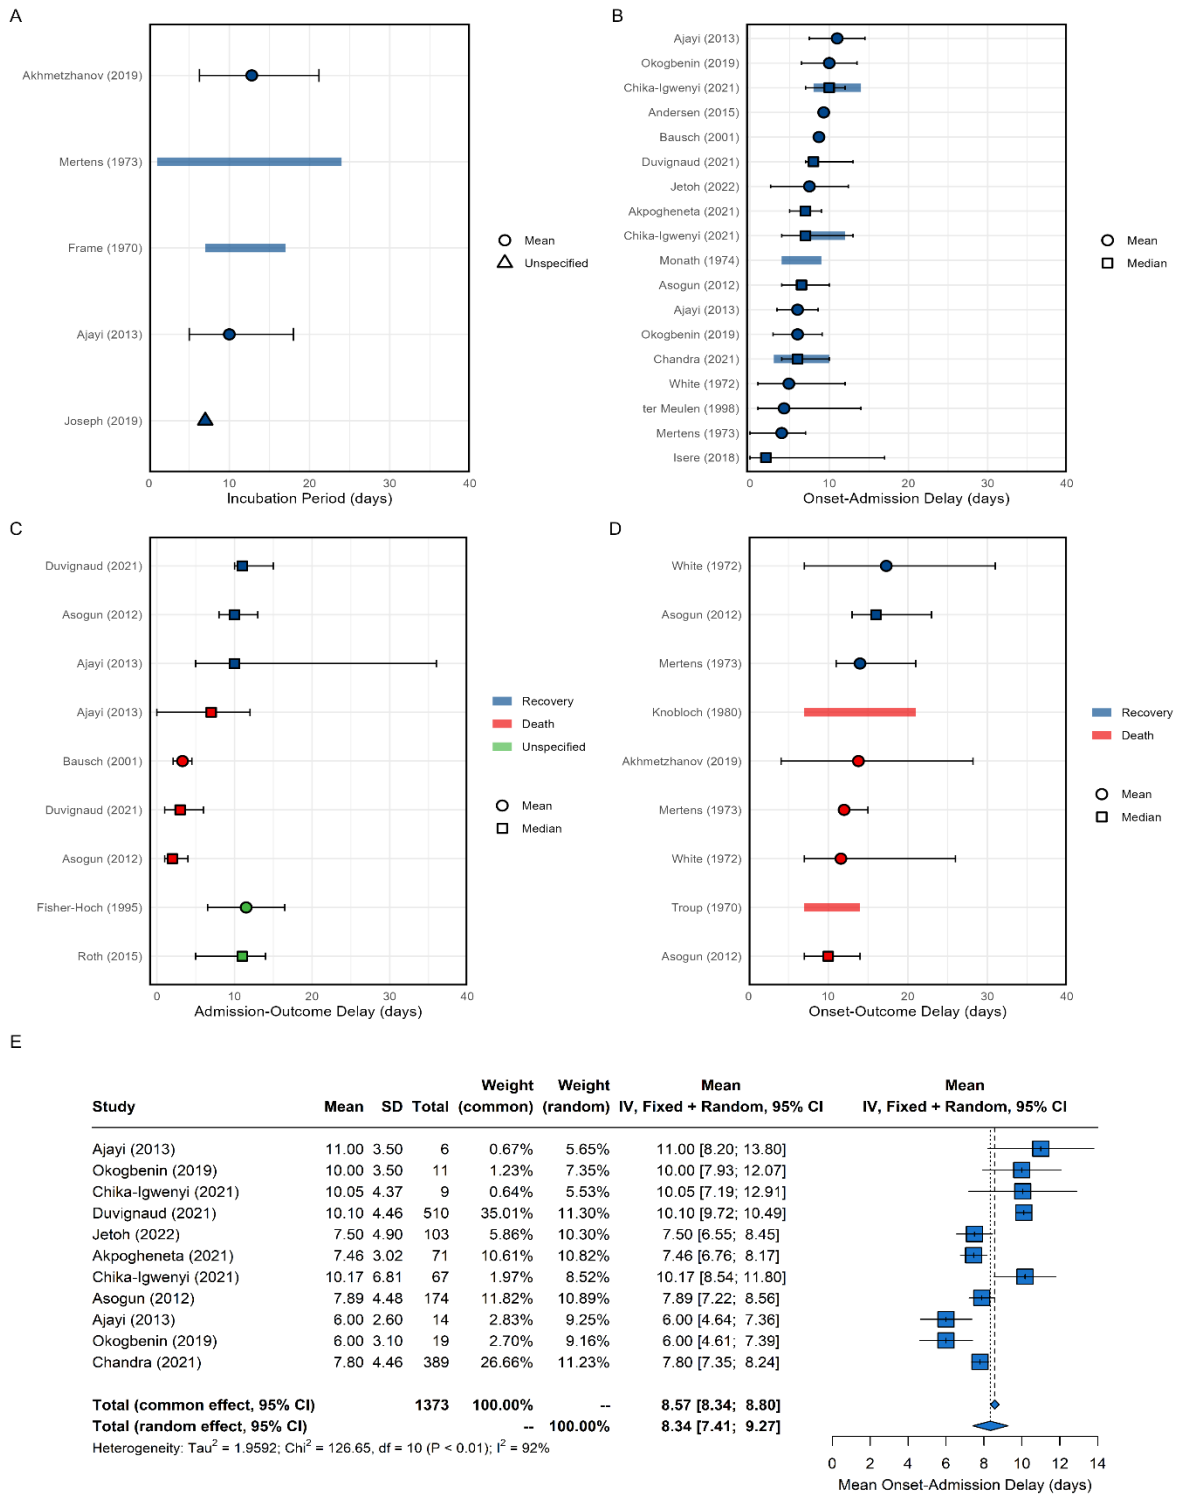 A
Akhmetzhanov (2019)
Mertens (1973)
Frame (1970)
Ajayi (2013)
Joseph (2019)
0 10 20 30 40
Incubation Period (days)
Mean
Unspecified
B
Ajayi (2013)
Okogbenin (2019)
Chika-Igwenyi (2021)
Andersen (2015)
Bausch (2001)
Duvignaud (2021)
Jetoh (2022)
Akpogheneta (2021)
Chika-Igwenyi (2021)
Monath (1974)
Asogun (2012)
Ajayi (2013)
Okogbenin (2019)
Chandra (2021)
White (1972)
ter Meulen (1998)
Mertens (1973)
Isere (2018)
0 10 20 30 40
Onset-Admission Delay (days)
Mean
Median
C
Duvignaud (2021)
Asogun (2012)
Ajayi (2013)
Ajayi (2013)
Bausch (2001)
Duvignaud (2021)
Asogun (2012)
Fisher-Hoch (1995)
Roth (2015)
0 10 20 30 40
Admission-Outcome Delay (days)
Recovery
Death
Unspecified
Mean
Median
D
White (1972)
Asogun (2012)
Mertens (1973)
Knobloch (1980)
Akhmetzhanov (2019)
Mertens (1973)
White (1972)
Troup (1970)
Asogun (2012)
0 10 20 30 40
Onset-Outcome Delay (days)
Recovery
Death
Mean
Median
E
Weight Weight Mean Mean
Study Mean SD Total (common) (random) IV, Fixed + Random, 95% CI IV, Fixed + Random, 95% CI
Ajayi (2013) 11.00 3.50 6 0.67% 5.65% 11.00 [8.20; 13.80]
Okogbenin (2019) 10.00 3.50 11 1.23% 7.35% 10.00 [7.93; 12.07]
Chika-Igwenyi (2021) 10.05 4.37 9 0.64% 5.53% 10.05 [7.19; 12.91]
Duvignaud (2021) 10.10 4.46 510 35.01% 11.30% 10.10 [9.72; 10.49]
Jetoh (2022) 7.50 4.90 103 5.86% 10.30% 7.50 [6.55; 8.45]
Akpogheneta (2021) 7.46 3.02 71 10.61% 10.82% 7.46 [6.76; 8.17]
Chika-Igwenyi (2021) 10.17 6.81 67 1.97% 8.52% 10.17 [8.54; 11.80]
Asogun (2012) 7.89 4.48 174 11.82% 10.89% 7.89 [7.22; 8.56]
Ajayi (2013) 6.00 2.60 14 2.83% 9.25% 6.00 [4.64; 7.36]
Okogbenin (2019) 6.00 3.10 19 2.70% 9.16% 6.00 [4.61; 7.39]
Chandra (2021) 7.80 4.46 389 26.66% 11.23% 7.80 [7.35; 8.24]
Total (common effect, 95% CI) 1373 100.00% -- 8.57 [8.34; 8.80]
Total (random effect, 95% CI) -- 100.00% 8.34 [7.41; 9.27]
Heterogeneity: Tau² = 1.9592; Chi² = 126.65, df = 10 (P < 0.01); I² = 92%
0 2 4 6 8 10 12 14
Mean Onset-Admission Delay (days)